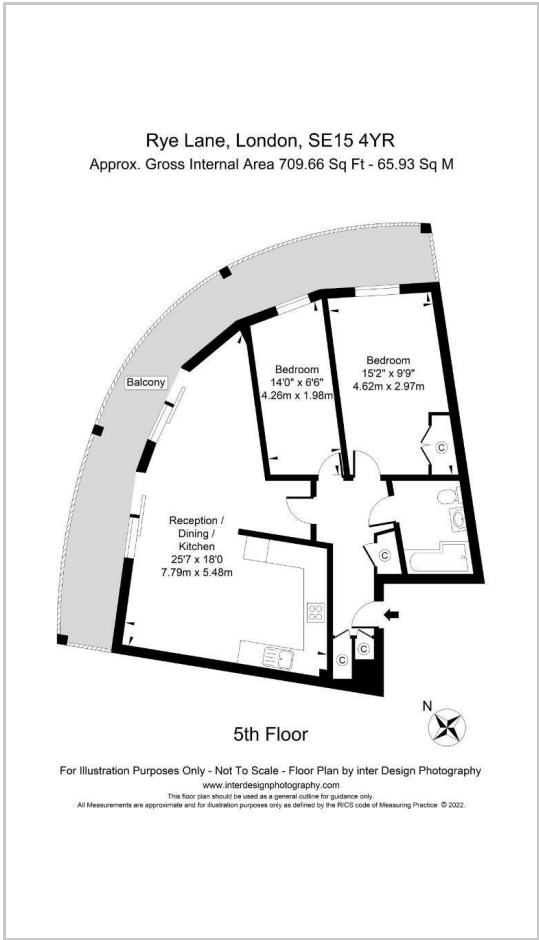 Rye Lane, London, SE15 4YR
Approx. Gross Internal Area 709.66 Sq Ft - 65.93 Sq M
Balcony
Bedroom
14'0" x 6'6"
4.26m x 1.98m
Bedroom
15'2" x 9'9"
4.62m x 2.97m
C
Reception /
Dining /
Kitchen
25'7 x 18'0
7.79m x 5.48m
C
C
C
N
5th Floor
For Illustration Purposes Only - Not To Scale - Floor Plan by inter Design Photography
www.interdesignphotography.com
This floor plan should be used as a general outline for guidance only.
All Measurements are approximate and for illustration purposes only as defined by the RICS code of Measuring Practice © 2022.